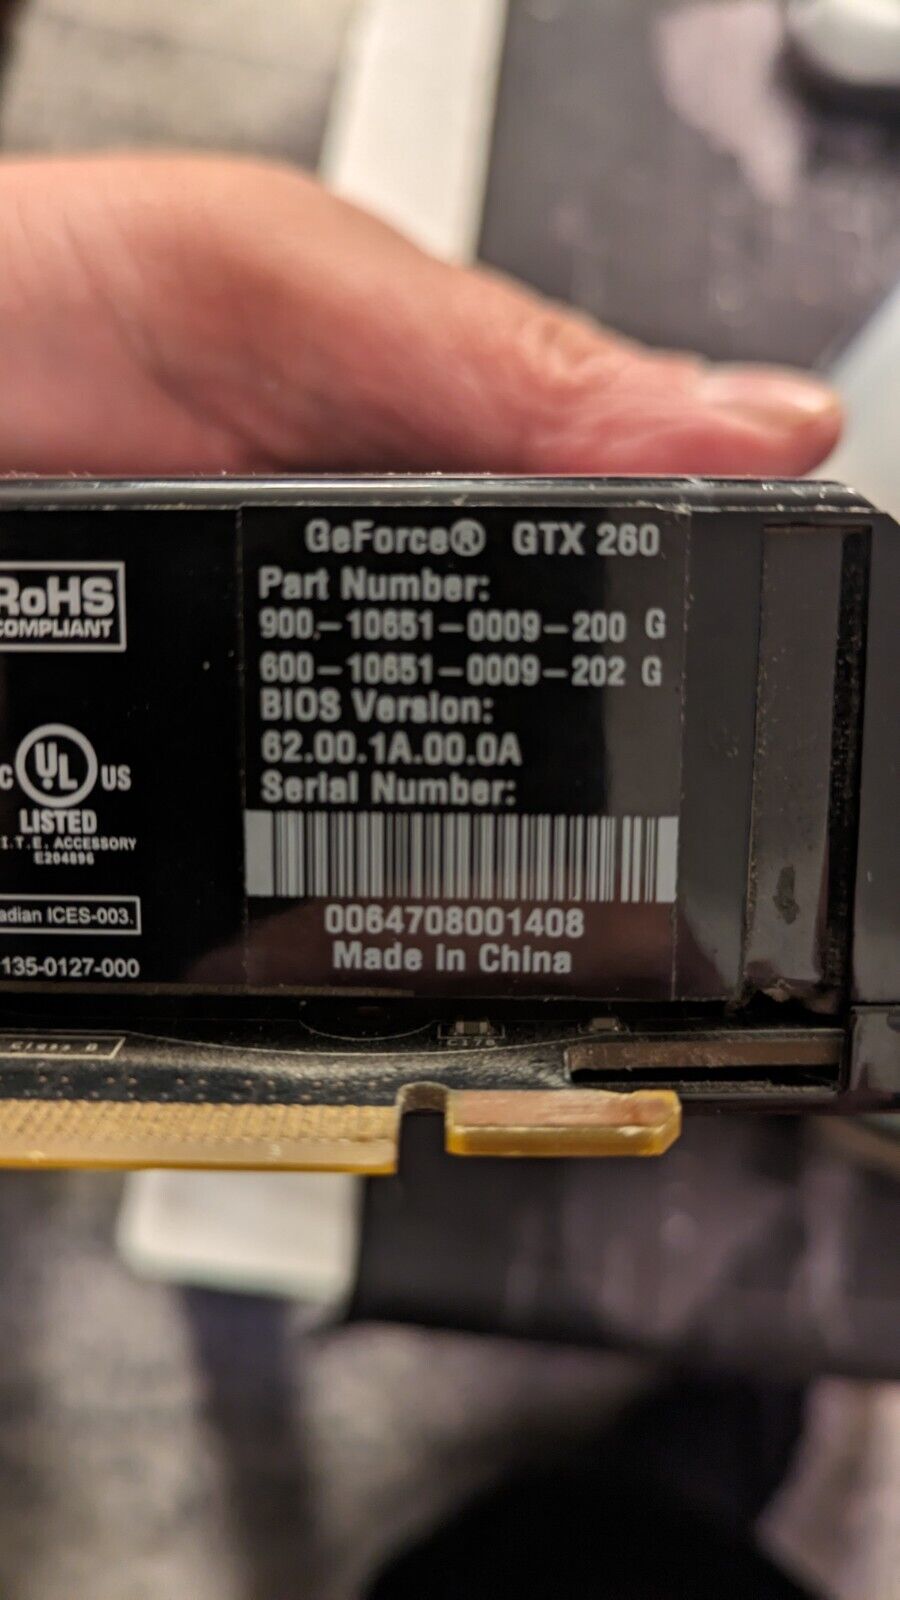 GeForce® GTX 260
Part Number:
900-10651-0009-200 G
600-10651-0009-202 G
BIOS Version:
62.00.1A.00.0A
Serial Number:
0064708001408
Made in China
RoHS
COMPLIANT
C UL US
LISTED
I.T.E. ACCESSORY
E204896
adian ICES-003.
135-0127-000
Class B
C176